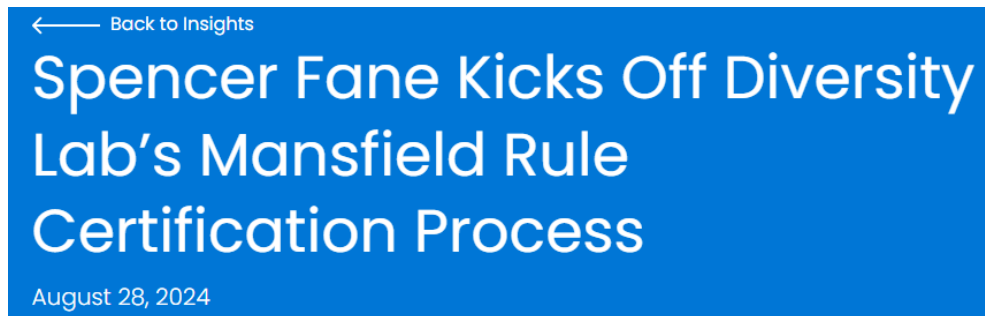 Back to Insights
Spencer Fane Kicks Off Diversity
Lab’s Mansfield Rule
Certification Process
August 28, 2024